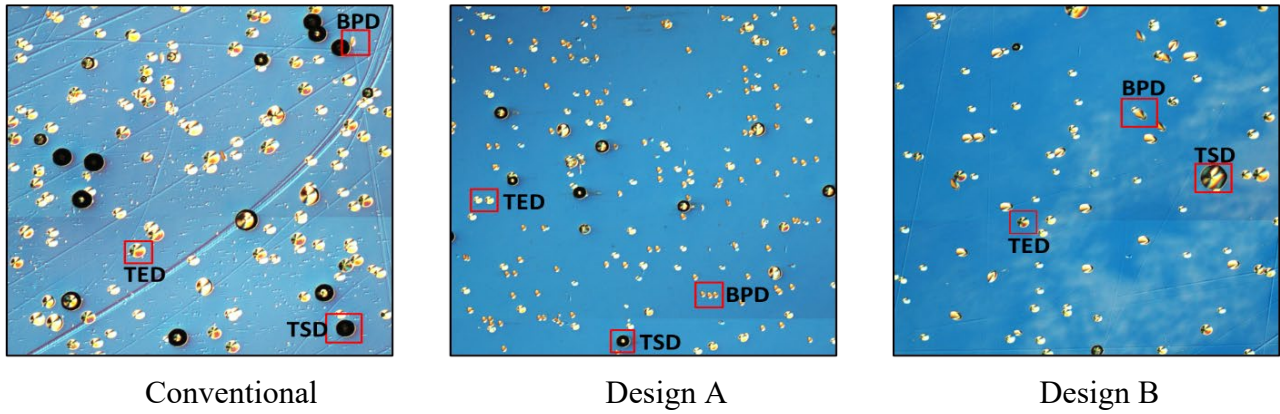 BPD
TED
TSD
Conventional
TED
BPD
TSD
Design A
BPD
TSD
TED
Design B